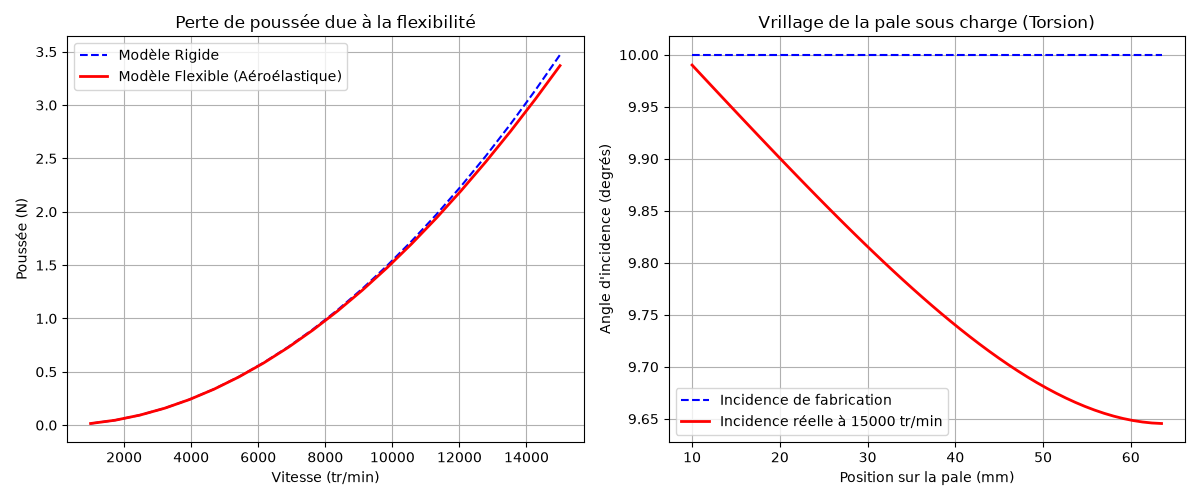 Perte de poussée due à la flexibilité
Modèle Rigide
Modèle Flexible (Aéroélastique)
3.5
3.0
2.5
2.0
1.5
1.0
0.5
0.0
Poussée (N)
2000 4000 6000 8000 10000 12000 14000
Vitesse (tr/min)
Vrillage de la pale sous charge (Torsion)
10.00
9.95
9.90
9.85
9.80
9.75
9.70
9.65
Angle d'incidence (degrés)
Incidence de fabrication
Incidence réelle à 15000 tr/min
10 20 30 40 50 60
Position sur la pale (mm)